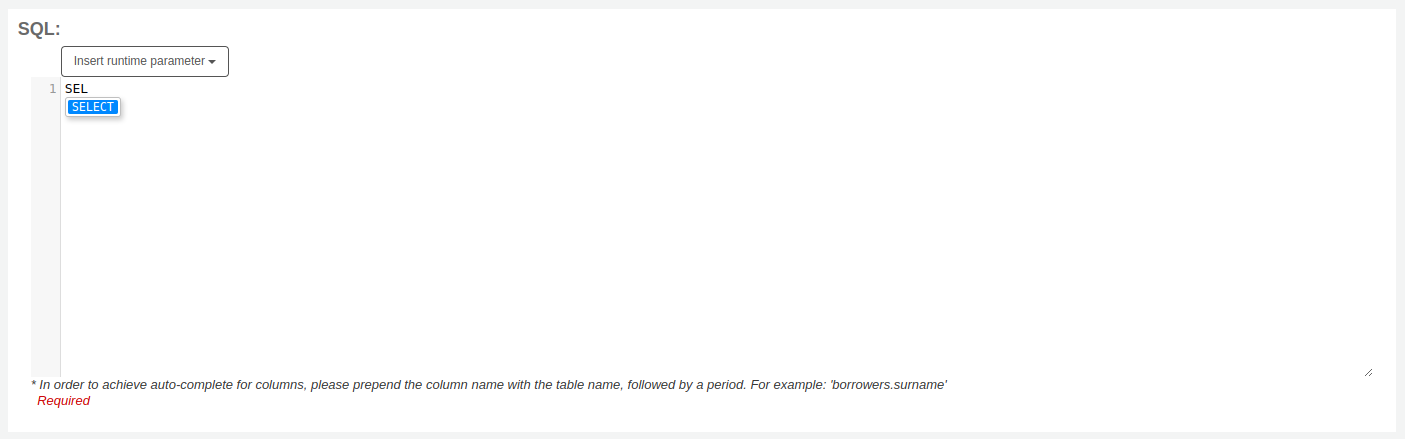 SQL:
Insert runtime parameter
1 SEL
SELECT
* In order to achieve auto-complete for columns, please prepend the column name with the table name, followed by a period. For example: 'borrowers.surname'
Required